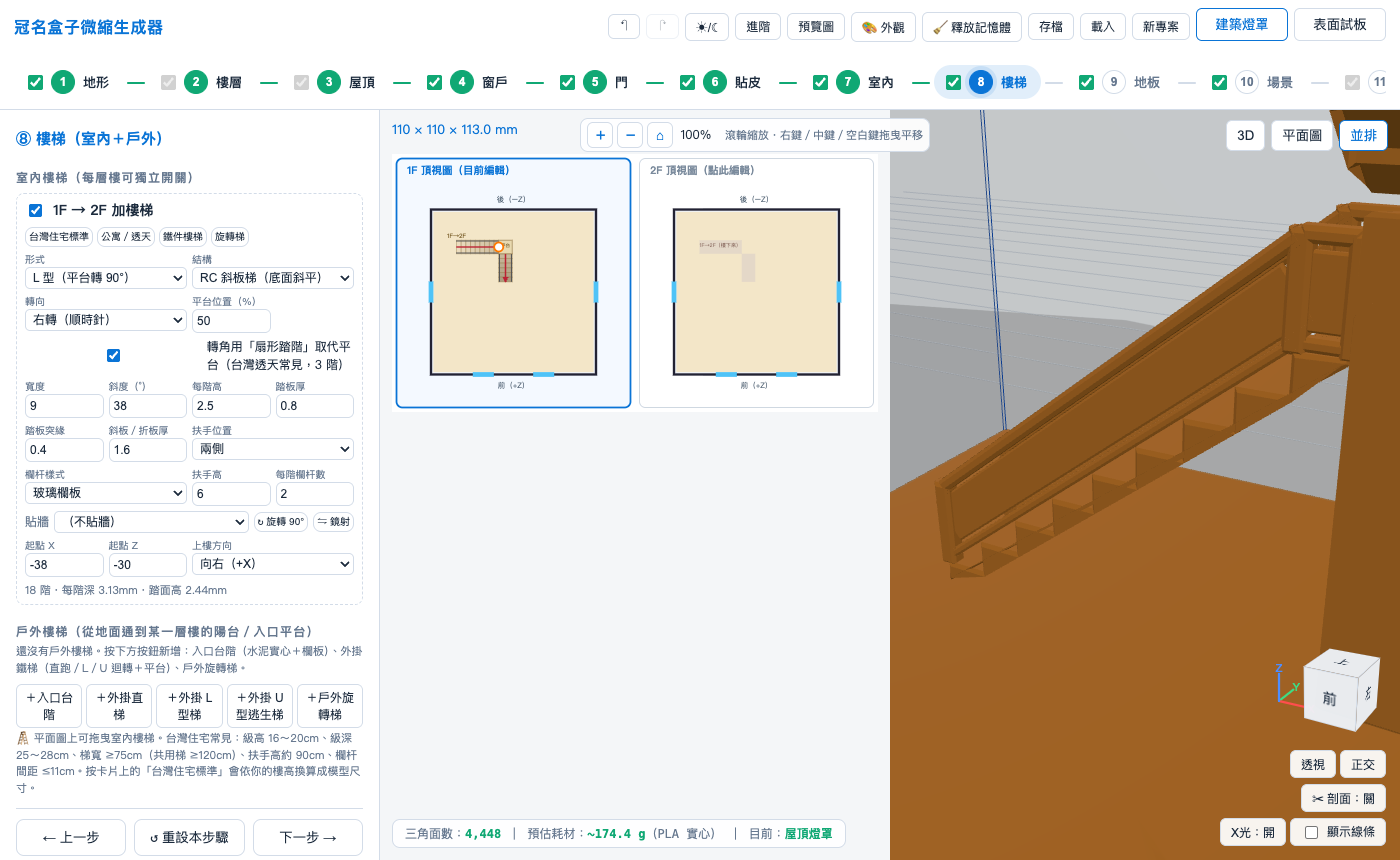 冠名盒子微縮生成器
☀/☾ 進階 預覽圖 🎨 外觀 🧹 釋放記憶體 存檔 載入 新專案 建築燈罩 表面試板
1 地形 2 樓層 3 屋頂 4 窗戶 5 門 6 貼皮 7 室內 8 樓梯 9 地板 10 場景 11
⑧ 樓梯（室內＋戶外）
室內樓梯（每層樓可獨立開關）
1F → 2F 加樓梯
台灣住宅標準 公寓 / 透天 鐵件樓梯 旋轉梯
形式 結構
L 型（平台轉 90°） RC 斜板梯（底面斜平）
轉向 平台位置（%）
右轉（順時針） 50
轉角用「扇形踏階」取代平
台（台灣透天常見，3 階）
寬度 斜度（°） 每階高 踏板厚
9 38 2.5 0.8
踏板突緣 斜板 / 折板厚 扶手位置
0.4 1.6 兩側
欄杆樣式 扶手高 每階欄杆數
玻璃欄板 6 2
貼牆 （不貼牆） ↻ 旋轉 90° ⇋ 鏡射
起點 X 起點 Z 上樓方向
-38 -30 向右（+X）
18 階．每階深 3.13mm．踏面高 2.44mm
戶外樓梯（從地面通到某一層樓的陽台 / 入口平台）
還沒有戶外樓梯。按下方按鈕新增：入口台階（水泥實心＋欄板）、外掛
鐵梯（直跑 / L / U 迴轉＋平台）、戶外旋轉梯。
＋入口台
階
＋外掛直
梯
＋外掛 L
型梯
＋外掛 U
型逃生梯
＋戶外旋
轉梯
🪜 平面圖上可拖曳室內樓梯。台灣住宅常見：級高 16～20cm、級深
25～28cm、梯寬 ≥75cm（共用梯 ≥120cm）、扶手高約 90cm、欄杆
間距 ≤11cm。按卡片上的「台灣住宅標準」會依你的樓高換算成模型尺
寸。
← 上一步 ↺ 重設本步驟 下一步 →
110 × 110 × 113.0 mm
+ − ⌂ 100% 滾輪縮放．右鍵 / 中鍵 / 空白鍵拖曳平移
1F 頂視圖（目前編輯）
後（—Z）
1F→2F
前（+Z）
2F 頂視圖（點此編輯）
後（—Z）
1F→2F（樓下來）
前（+Z）
三角面數：4,448 | 預估耗材：~174.4 g（PLA 實心） | 目前：屋頂燈罩
3D 平面圖 並排
Z
Y
上
前
透視 正交
✂ 剖面：關
X光：開 顯示線條